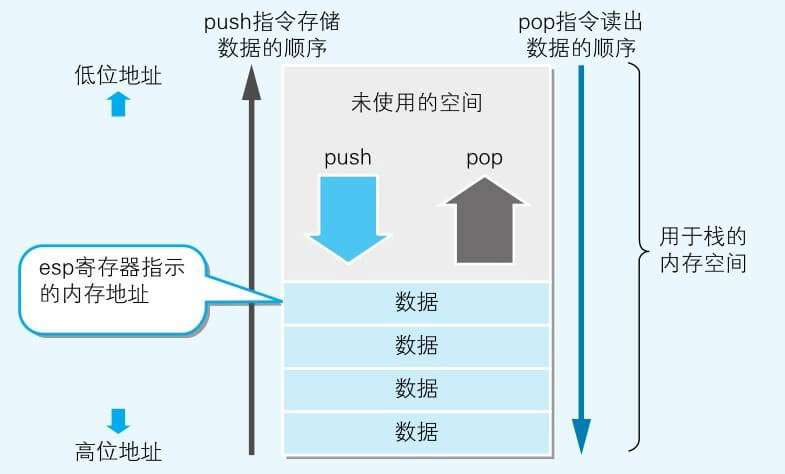 push指令存储
数据的顺序
pop指令读出
数据的顺序
低位地址
未使用的空间
push
pop
用于栈的
内存空间
esp寄存器指示
的内存地址
数据
数据
数据
数据
高位地址